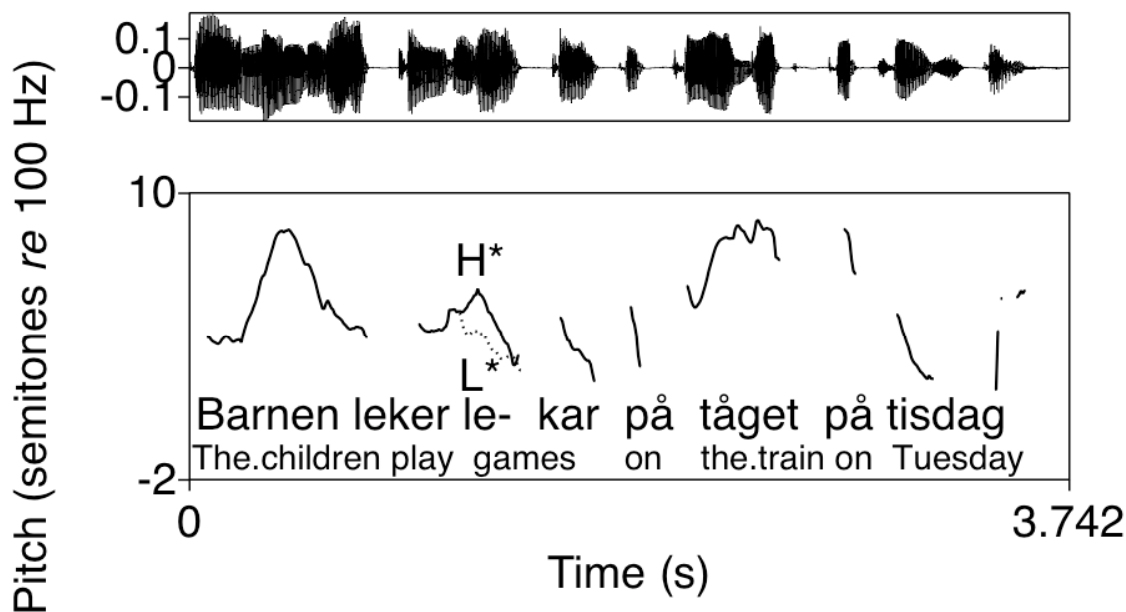 0.1
0
-0.1
Pitch (semitones re 100 Hz)
10
H*
L*
Barnen leker le- kar på tåget på tisdag
The.children play games on the.train on Tuesday
-2
0 3.742
Time (s)